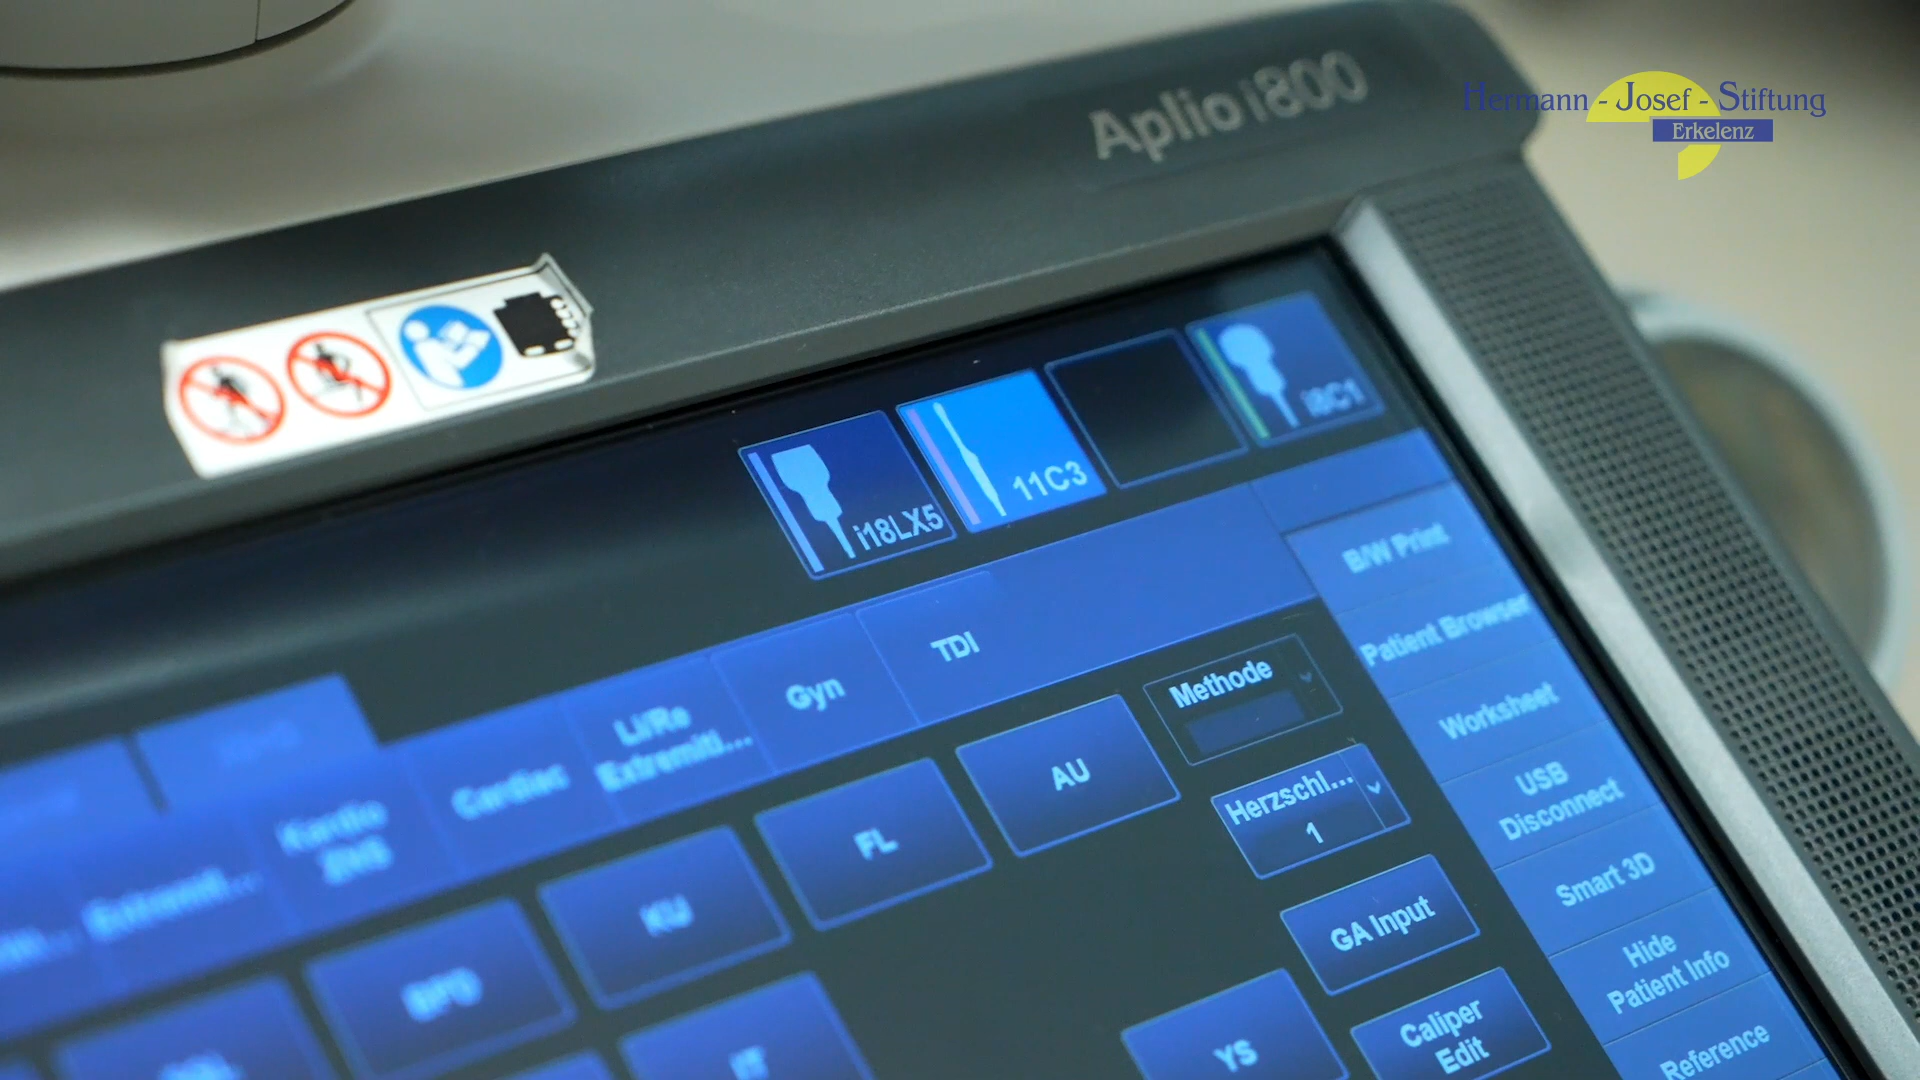 Aplio i800
Hermann - Josef - Stiftung
Erkelenz
i18LX5
11C3
i8C1
B/W Print
Patient Browser
Worksheet
USB
Disconnect
Smart 3D
Hide
Patient Info
Reference
TDI
Gyn
Li/Re
Extremiti...
Cardiac
Kardio
Extremit...
Methode
Herzschl...
1
GA Input
Caliper
Edit
AU
FL
KU
BPD
YS